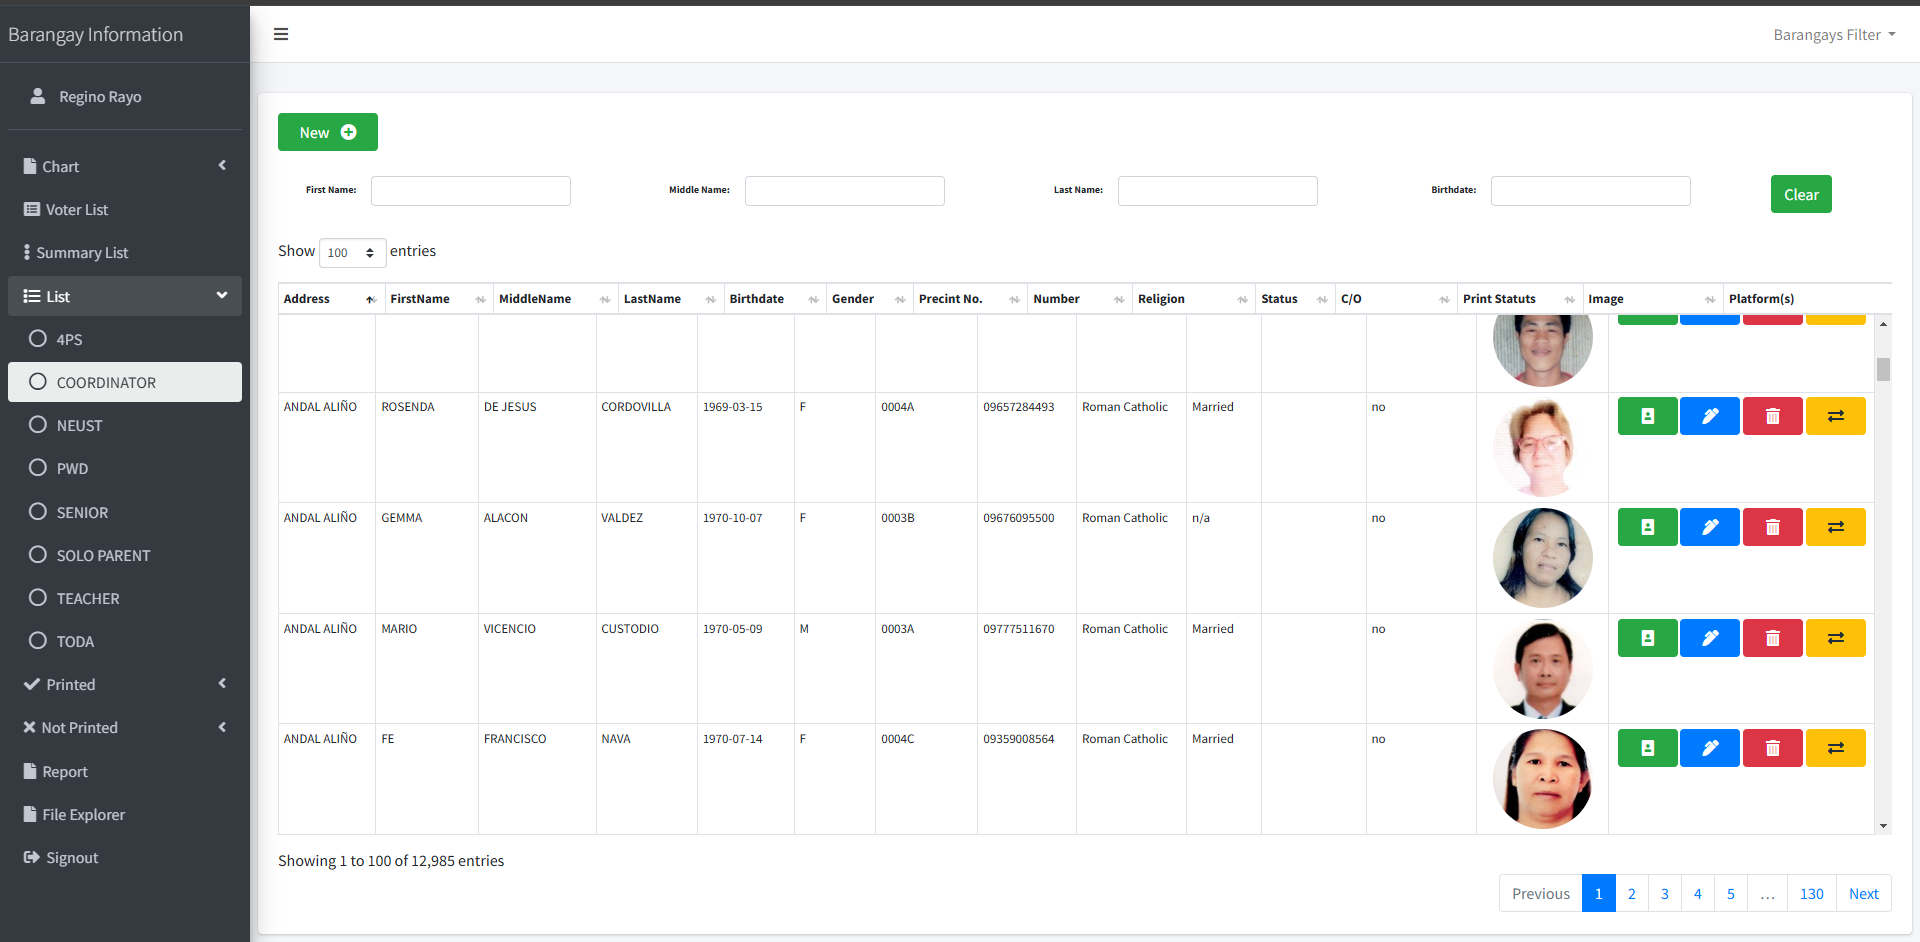 Barangay Information
Barangays Filter
Regino Rayo
Chart
Voter List
Summary List
List
4PS
COORDINATOR
NEUST
PWD
SENIOR
SOLO PARENT
TEACHER
TODA
Printed
Not Printed
Report
File Explorer
Signout
New
First Name:
Middle Name:
Last Name:
Birthdate:
Clear
Show 100 entries
Address FirstName MiddleName LastName Birthdate Gender Precint No. Number Religion Status C/O Print Statuts Image Platform(s)
ANDAL ALIÑO ROSENDA DE JESUS CORDOVILLA 1969-03-15 F 0004A 09657284493 Roman Catholic Married no
ANDAL ALIÑO GEMMA ALACON VALDEZ 1970-10-07 F 0003B 09676095500 Roman Catholic n/a no
ANDAL ALIÑO MARIO VICENCIO CUSTODIO 1970-05-09 M 0003A 09777511670 Roman Catholic Married no
ANDAL ALIÑO FE FRANCISCO NAVA 1970-07-14 F 0004C 09359008564 Roman Catholic Married no
Showing 1 to 100 of 12,985 entries
Previous 1 2 3 4 5 … 130 Next